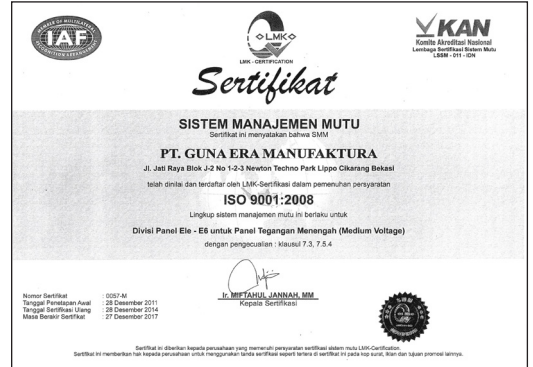 MEMBER OF MULTILATERAL
RECOGNITION ARRANGEMENT
IAF
LMK
LMK - CERTIFICATION
KAN
Komite Akreditasi Nasional
Lembaga Sertifikasi Sistem Mutu
LSSM - 011 - IDN
Sertifikat
SISTEM MANAJEMEN MUTU
Sertifikat ini menyatakan bahwa SMM
PT. GUNA ERA MANUFAKTURA
Jl. Jati Raya Blok J-2 No 1-2-3 Newton Techno Park Lippo Cikarang Bekasi
telah dinilai dan terdaftar oleh LMK-Sertifikasi dalam pemenuhan persyaratan
ISO 9001:2008
Lingkup sistem manajemen mutu ini berlaku untuk
Divisi Panel Ele - E6 untuk Panel Tegangan Menengah (Medium Voltage)
dengan pengecualian : klausul 7.3, 7.5.4
Ir. MIFTAHUL JANNAH, MM
Kepala Sertifikasi
Nomor Sertifikat : 0057-M
Tanggal Penetapan Awal : 28 Desember 2011
Tanggal Sertifikasi Ulang : 28 Desember 2014
Masa Berakir Sertifikat : 27 Desember 2017
SMM
Sertifikat ini diberikan kepada perusahaan yang memenuhi persyaratan sertifikasi sistem mutu LMK-Certification.
Sertifikat ini memberikan hak kepada perusahaan untuk menggunakan tanda sertifikasi seperti tertera di sertifikat ini pada kop surat, iklan dan tujuan promosi lainnya.